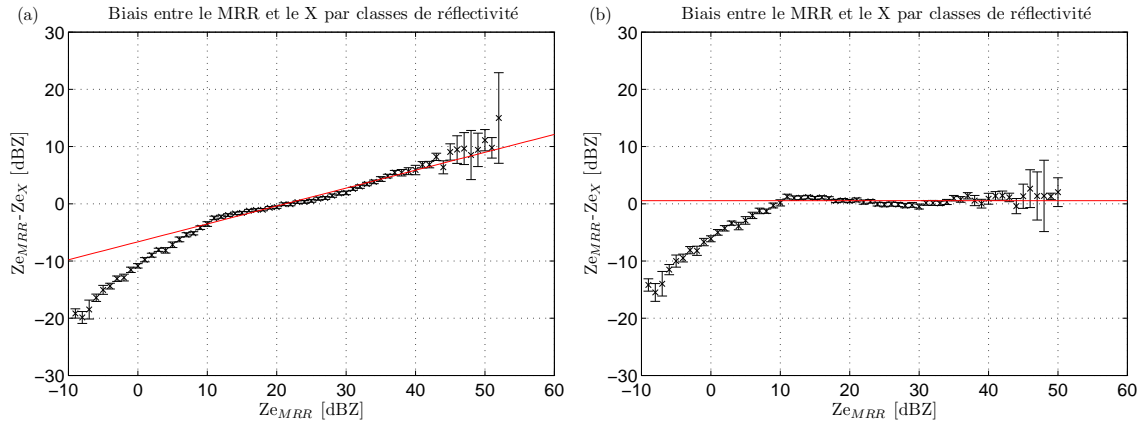 (a) Biais entre le MRR et le X par classes de réflectivité
30
20
10
0
−10
−20
−30
Ze_MRR-Ze_X [dBZ]
−10 0 10 20 30 40 50 60
Ze_MRR [dBZ]
(b) Biais entre le MRR et le X par classes de réflectivité
30
20
10
0
−10
−20
−30
Ze_MRR-Ze_X [dBZ]
−10 0 10 20 30 40 50 60
Ze_MRR [dBZ]